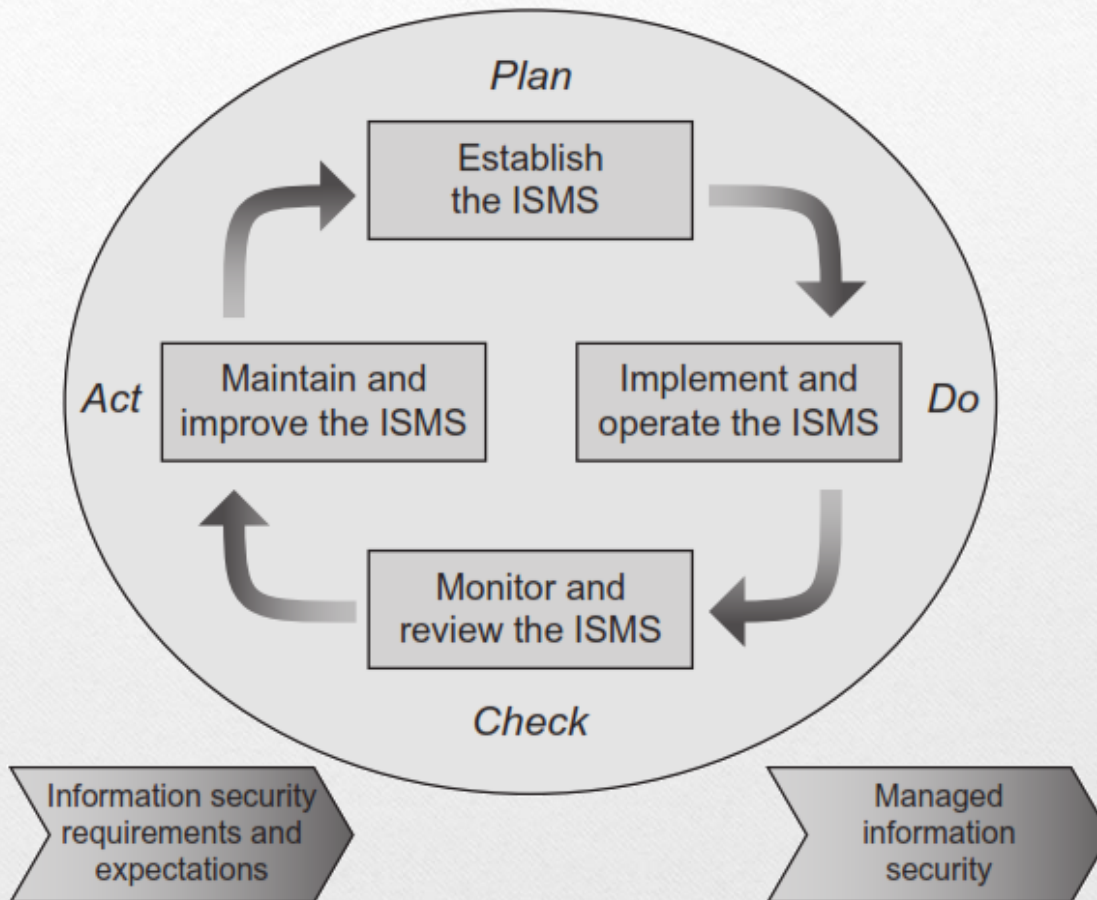 Plan
Establish
the ISMS
Act
Maintain and
improve the ISMS
Implement and
operate the ISMS
Do
Monitor and
review the ISMS
Check
Information security
requirements and
expectations
Managed
information
security